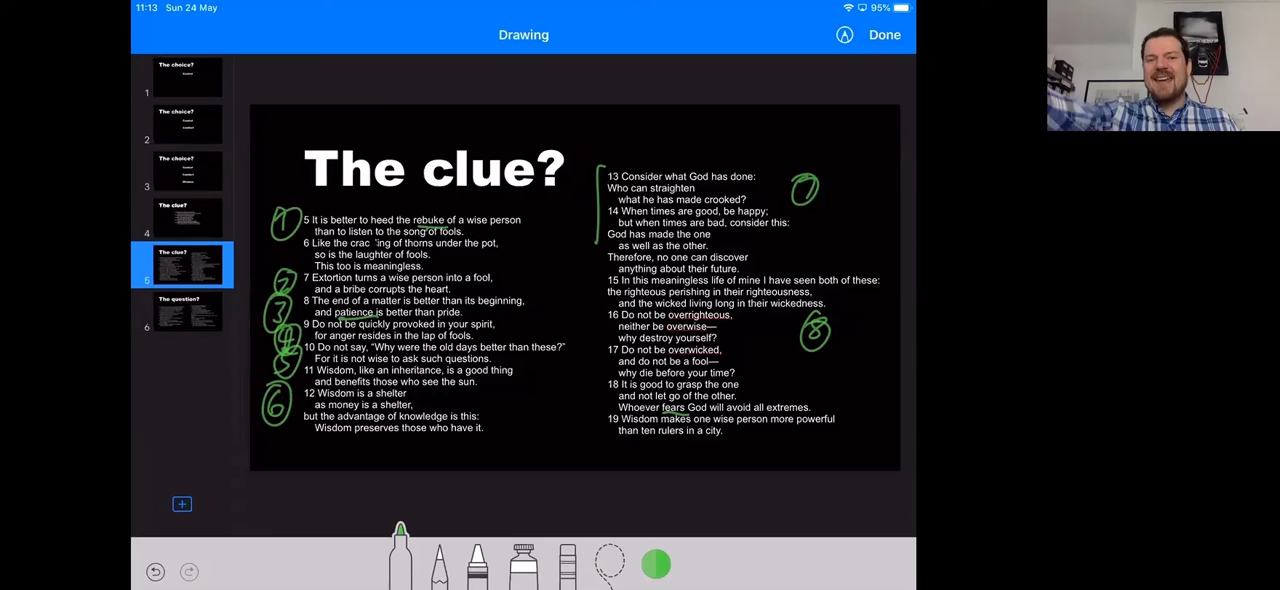 11:13 Sun 24 May
95%
Drawing
Done
The choice?
Control
1
The choice?
Control
Comfort
2
The choice?
Control
Comfort
Wisdom
3
The clue?
4
The clue?
5
The question?
6
The clue?
1
5 It is better to heed the rebuke of a wise person
than to listen to the song of fools.
6 Like the crac 'ing of thorns under the pot,
so is the laughter of fools.
This too is meaningless.
2
7 Extortion turns a wise person into a fool,
and a bribe corrupts the heart.
3
8 The end of a matter is better than its beginning,
and patience is better than pride.
4
9 Do not be quickly provoked in your spirit,
for anger resides in the lap of fools.
5
10 Do not say, “Why were the old days better than these?”
For it is not wise to ask such questions.
11 Wisdom, like an inheritance, is a good thing
and benefits those who see the sun.
6
12 Wisdom is a shelter
as money is a shelter,
but the advantage of knowledge is this:
Wisdom preserves those who have it.
13 Consider what God has done:
7
Who can straighten
what he has made crooked?
14 When times are good, be happy;
but when times are bad, consider this:
God has made the one
as well as the other.
Therefore, no one can discover
anything about their future.
15 In this meaningless life of mine I have seen both of these:
the righteous perishing in their righteousness,
and the wicked living long in their wickedness.
16 Do not be overrighteous,
neither be overwise—
why destroy yourself?
8
17 Do not be overwicked,
and do not be a fool—
why die before your time?
18 It is good to grasp the one
and not let go of the other.
Whoever fears God will avoid all extremes.
19 Wisdom makes one wise person more powerful
than ten rulers in a city.